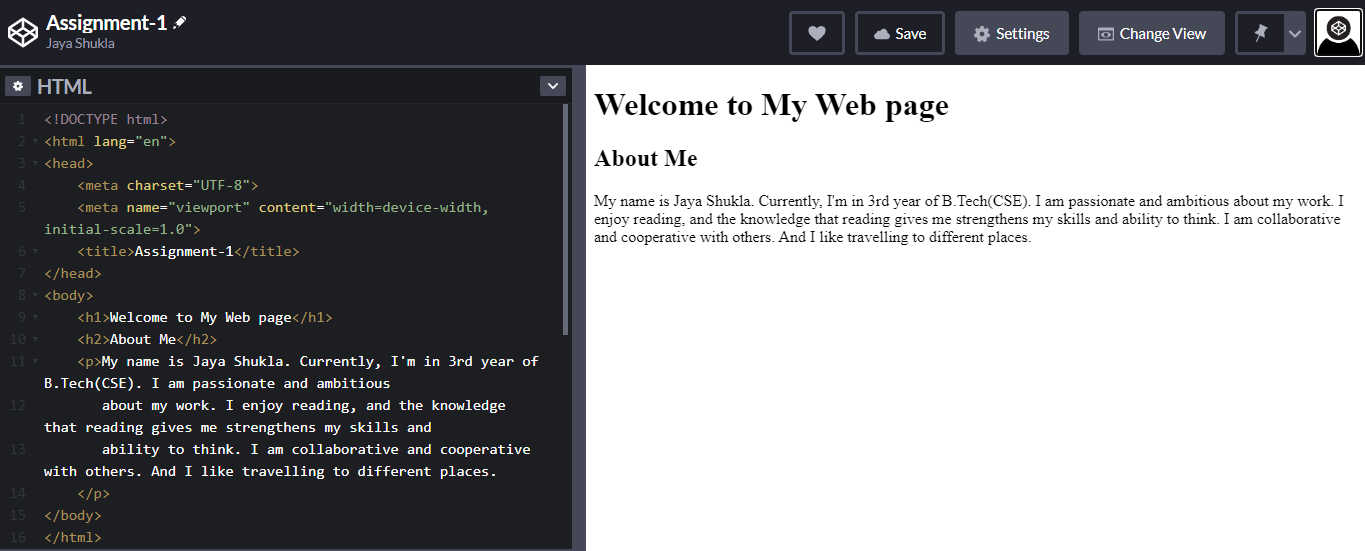 Assignment-1
Jaya Shukla
Save
Settings
Change View
HTML
1 <!DOCTYPE html>
2 <html lang="en">
3 <head>
4 <meta charset="UTF-8">
5 <meta name="viewport" content="width=device-width,
initial-scale=1.0">
6 <title>Assignment-1</title>
7 </head>
8 <body>
9 <h1>Welcome to My Web page</h1>
10 <h2>About Me</h2>
11 <p>My name is Jaya Shukla. Currently, I'm in 3rd year of
B.Tech(CSE). I am passionate and ambitious
12 about my work. I enjoy reading, and the knowledge
that reading gives me strengthens my skills and
13 ability to think. I am collaborative and cooperative
with others. And I like travelling to different places.
14 </p>
15 </body>
16 </html>
Welcome to My Web page
About Me
My name is Jaya Shukla. Currently, I'm in 3rd year of B.Tech(CSE). I am passionate and ambitious about my work. I
enjoy reading, and the knowledge that reading gives me strengthens my skills and ability to think. I am collaborative
and cooperative with others. And I like travelling to different places.